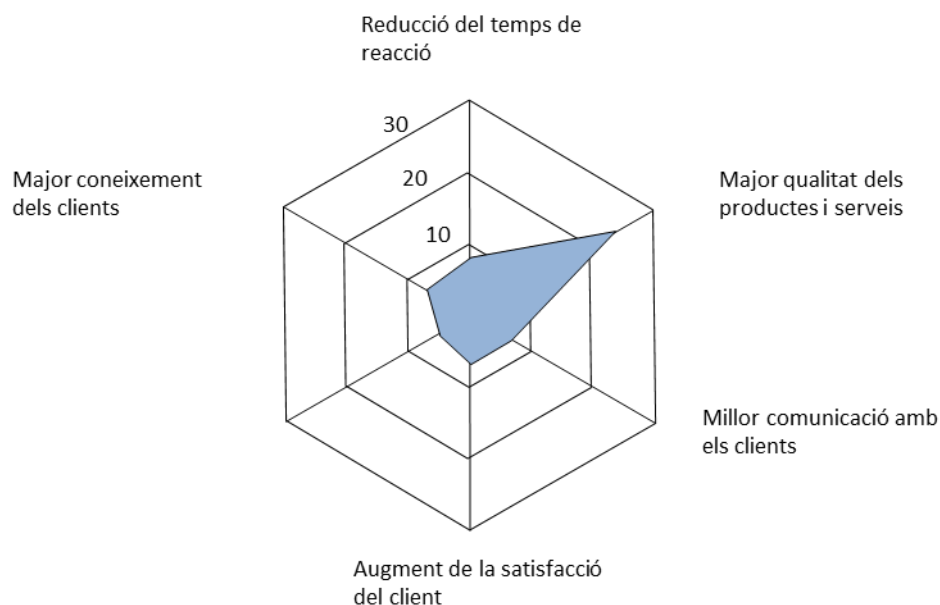 Reducció del temps de
reacció
30
Major coneixement
dels clients
20
Major qualitat dels
productes i serveis
10
Millor comunicació amb
els clients
Augment de la satisfacció
del client